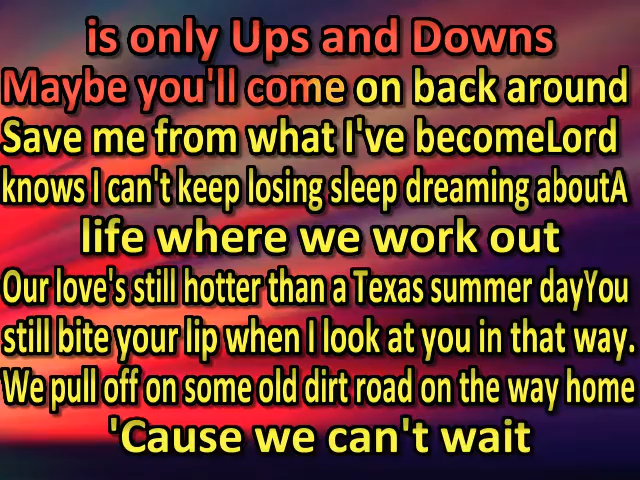 is only Ups and Downs
Maybe you'll come on back around
Save me from what I've becomeLord
knows I can't keep losing sleep dreaming aboutA
life where we work out
Our love's still hotter than a Texas summer dayYou
still bite your lip when I look at you in that way.
We pull off on some old dirt road on the way home
'Cause we can't wait